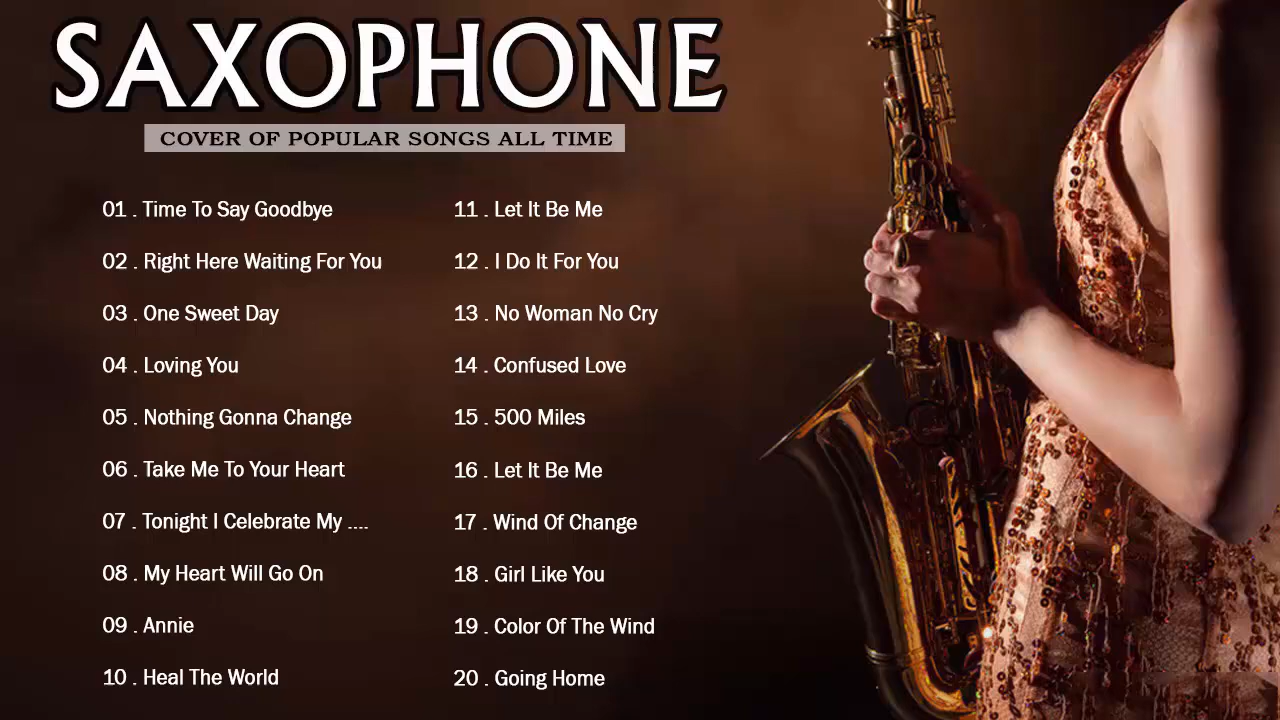 SAXOPHONE
COVER OF POPULAR SONGS ALL TIME
01 . Time To Say Goodbye
02 . Right Here Waiting For You
03 . One Sweet Day
04 . Loving You
05 . Nothing Gonna Change
06 . Take Me To Your Heart
07 . Tonight I Celebrate My ....
08 . My Heart Will Go On
09 . Annie
10 . Heal The World
11 . Let It Be Me
12 . I Do It For You
13 . No Woman No Cry
14 . Confused Love
15 . 500 Miles
16 . Let It Be Me
17 . Wind Of Change
18 . Girl Like You
19 . Color Of The Wind
20 . Going Home